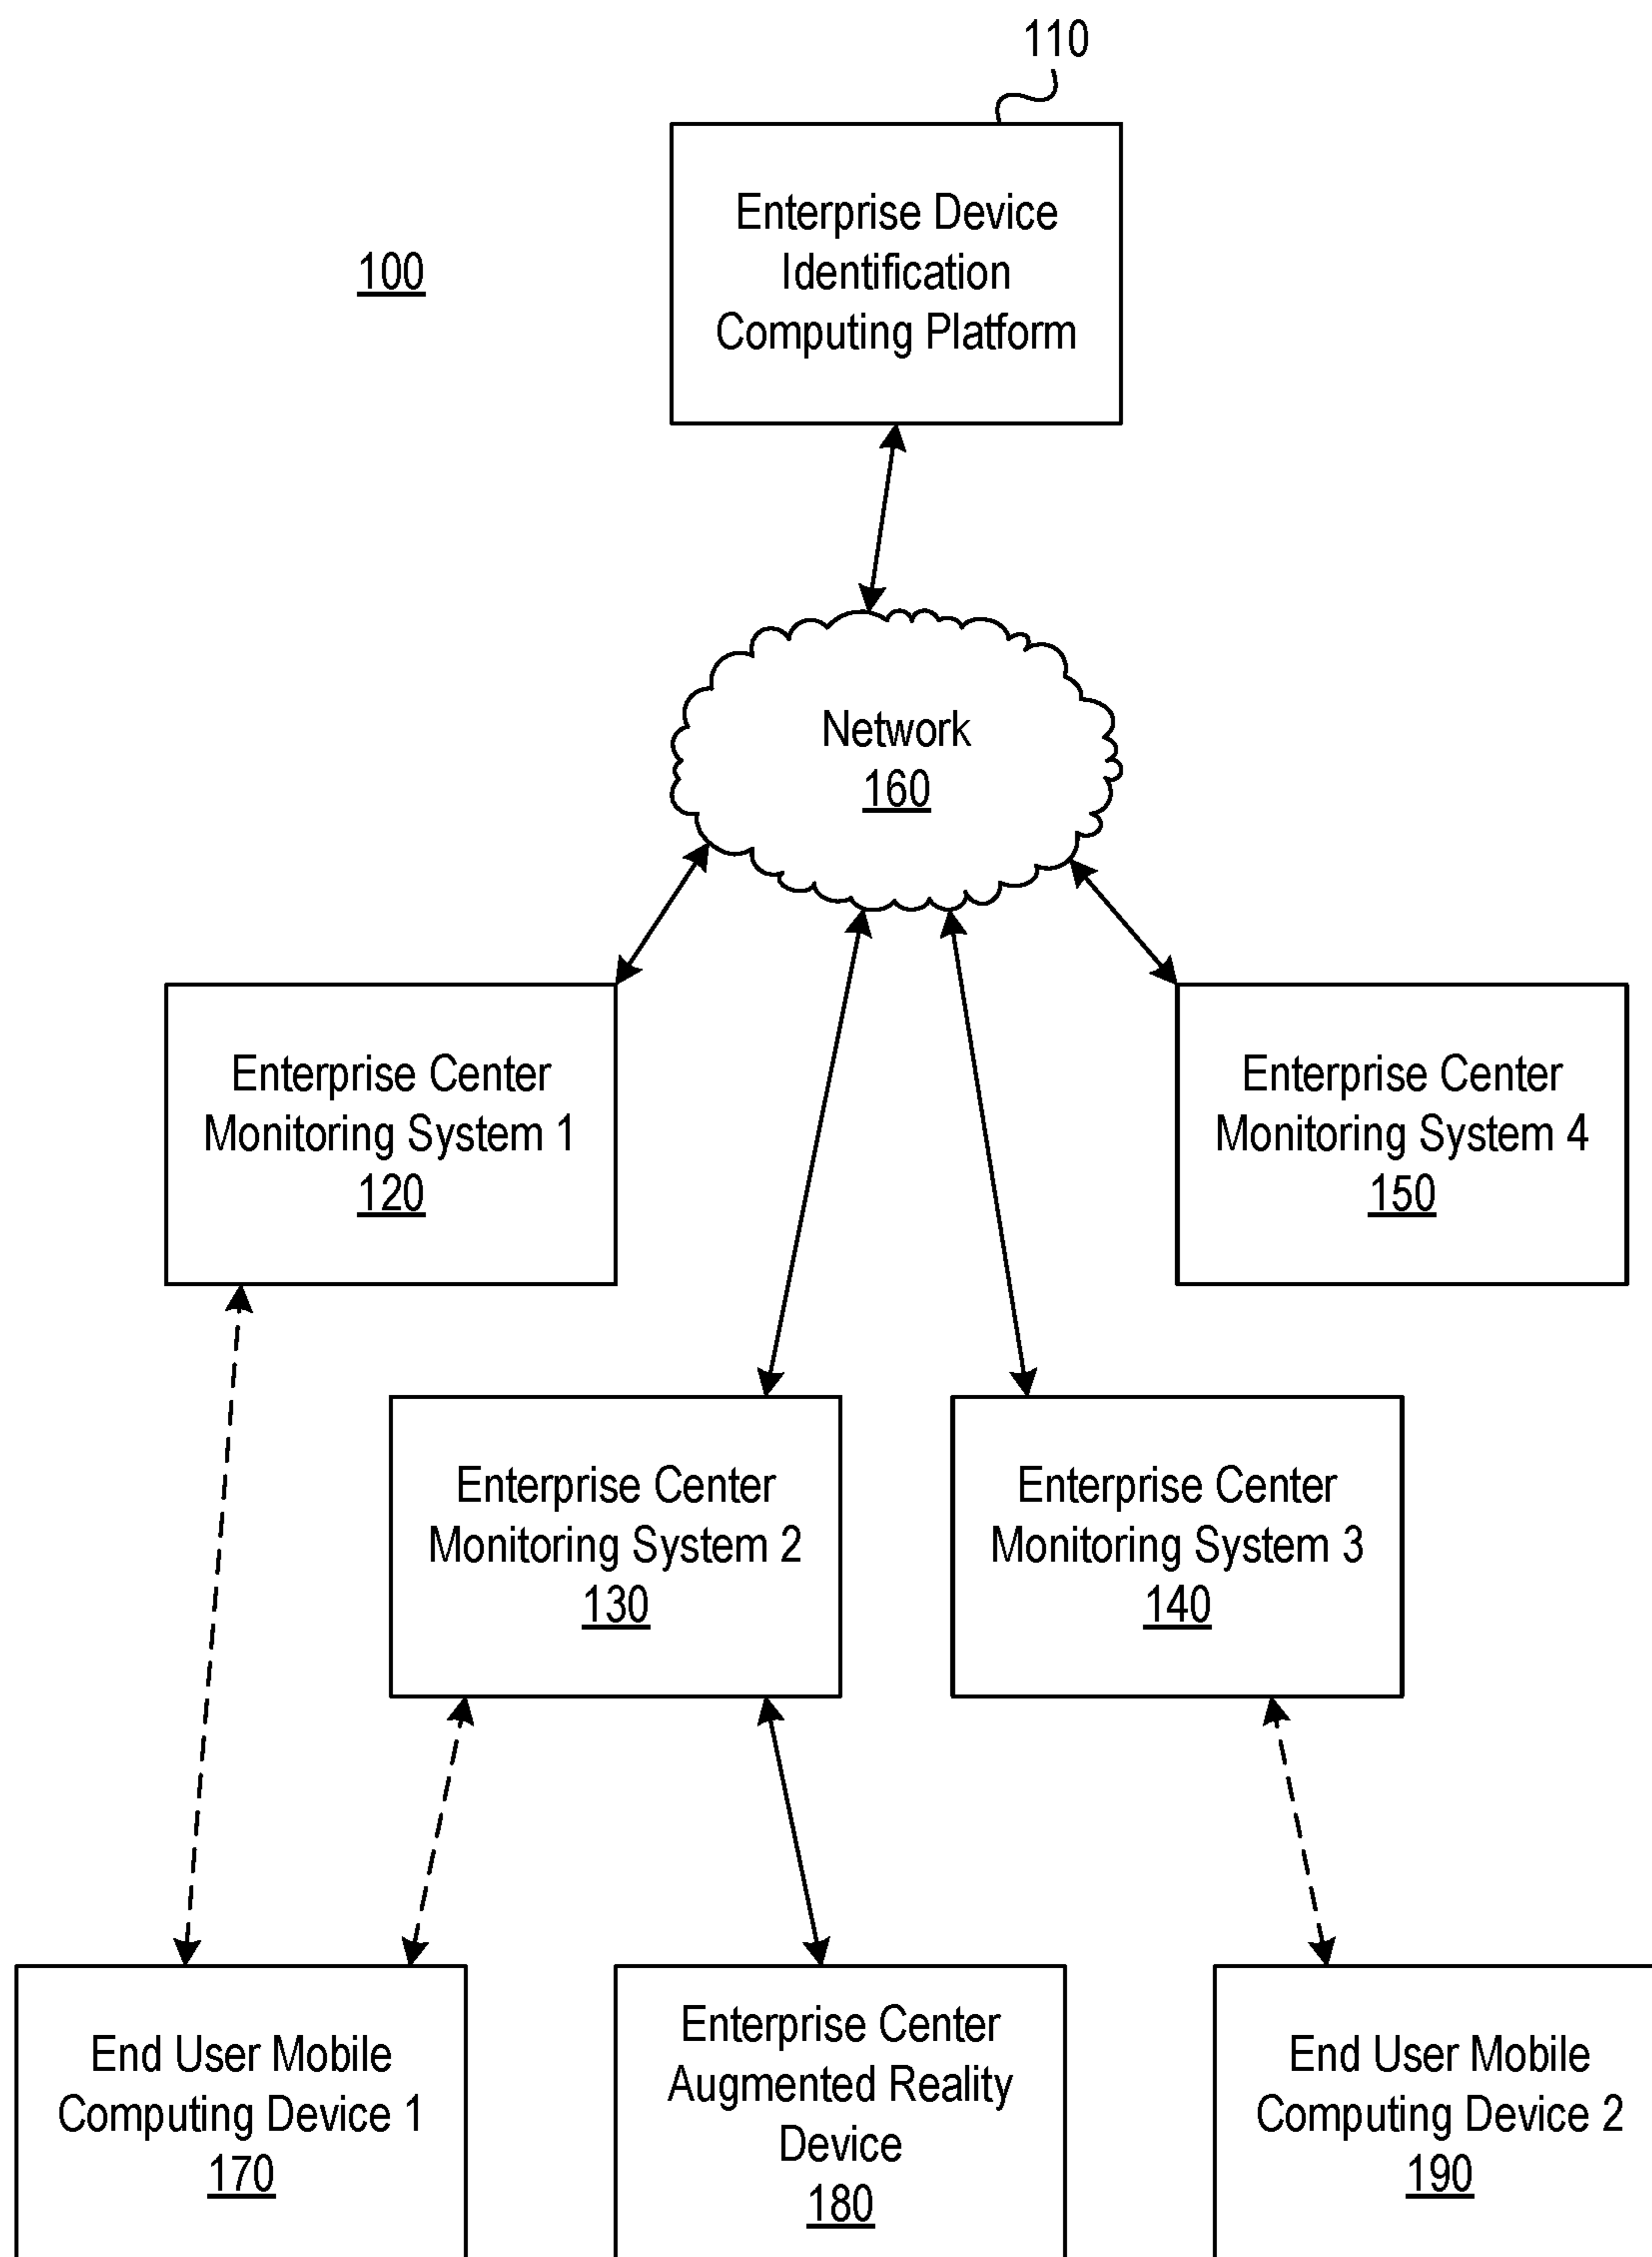 110
Enterprise Device
Identification
Computing Platform
100
Network
160
Enterprise Center
Monitoring System 1
120
Enterprise Center
Monitoring System 4
150
Enterprise Center
Monitoring System 2
130
Enterprise Center
Monitoring System 3
140
End User Mobile
Computing Device 1
170
Enterprise Center
Augmented Reality
Device
180
End User Mobile
Computing Device 2
190